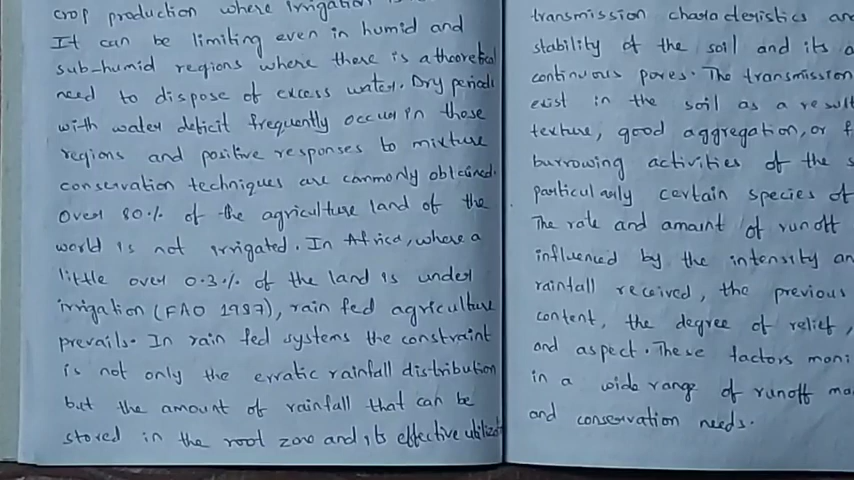 crop production where irrigation
It can be limiting even in humid and
sub-humid regions where there is a theoretical
need to dispose of excess water. Dry periods
with water deficit frequently occur in those
regions and positive responses to mixture
conservation techniques are commonly obtained.
Over 80% of the agriculture land of the
world is not irrigated. In Africa, where a
little over 0.3% of the land is under
irrigation (FAO 1987), rain fed agriculture
prevails. In rain fed systems the constraint
is not only the erratic rainfall distribution
but the amount of rainfall that can be
stored in the root zone and its effective
transmission characteristics
stability of the soil and its
continuous pores. The transmission
exist in the soil as a result
texture, good aggregation, or
burrowing activities of the
particularly certain species of
The rate and amount of runoff
influenced by the intensity
rainfall received, the previous
content, the degree of relief,
and aspect. These factors
in a wide range of runoff
and conservation needs.